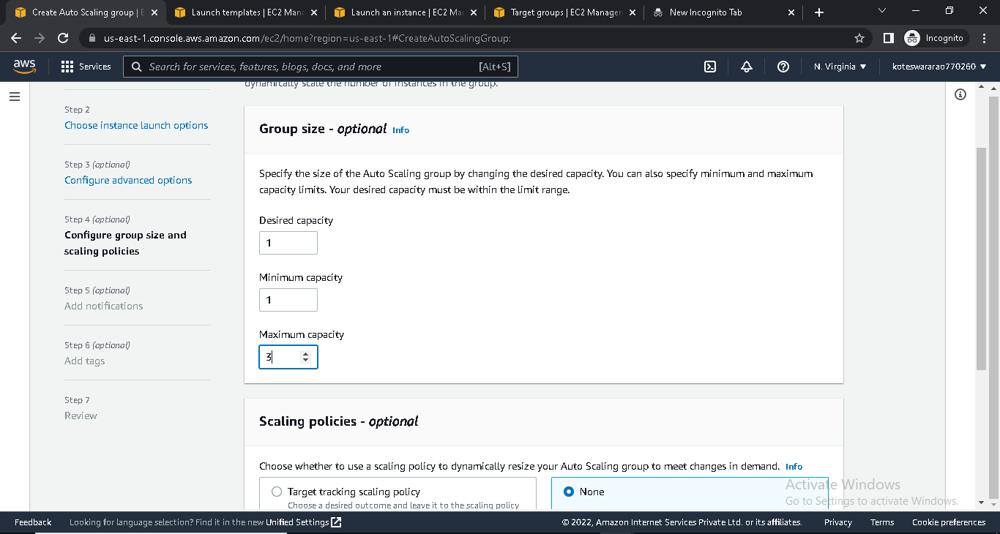 Create Auto Scaling group | E
Launch templates | EC2 Mana
Launch an instance | EC2 Mar
Target groups | EC2 Managen
New Incognito Tab
us-east-1.console.aws.amazon.com/ec2/home?region=us-east-1#CreateAutoScalingGroup:
Incognito
aws
Services
Search for services, features, blogs, docs, and more
[Alt+S]
N. Virginia
koteswararao770260
dynamically scale the number of instances in the group.
Step 2
Choose instance launch options
Step 3 (optional)
Configure advanced options
Step 4 (optional)
Configure group size and
scaling policies
Step 5 (optional)
Add notifications
Step 6 (optional)
Add tags
Step 7
Review
Group size - optional Info
Specify the size of the Auto Scaling group by changing the desired capacity. You can also specify minimum and maximum
capacity limits. Your desired capacity must be within the limit range.
Desired capacity
1
Minimum capacity
1
Maximum capacity
3
Scaling policies - optional
Choose whether to use a scaling policy to dynamically resize your Auto Scaling group to meet changes in demand. Info
Target tracking scaling policy
Choose a desired outcome and leave it to the scaling policy
None
Activate Windows
Go to Settings to activate Windows.
Feedback
Looking for language selection? Find it in the new Unified Settings
© 2022, Amazon Internet Services Private Ltd. or its affiliates.
Privacy
Terms
Cookie preferences